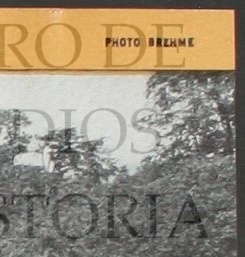 RO DE
PHOTO BREHME
DIOS
STORIA